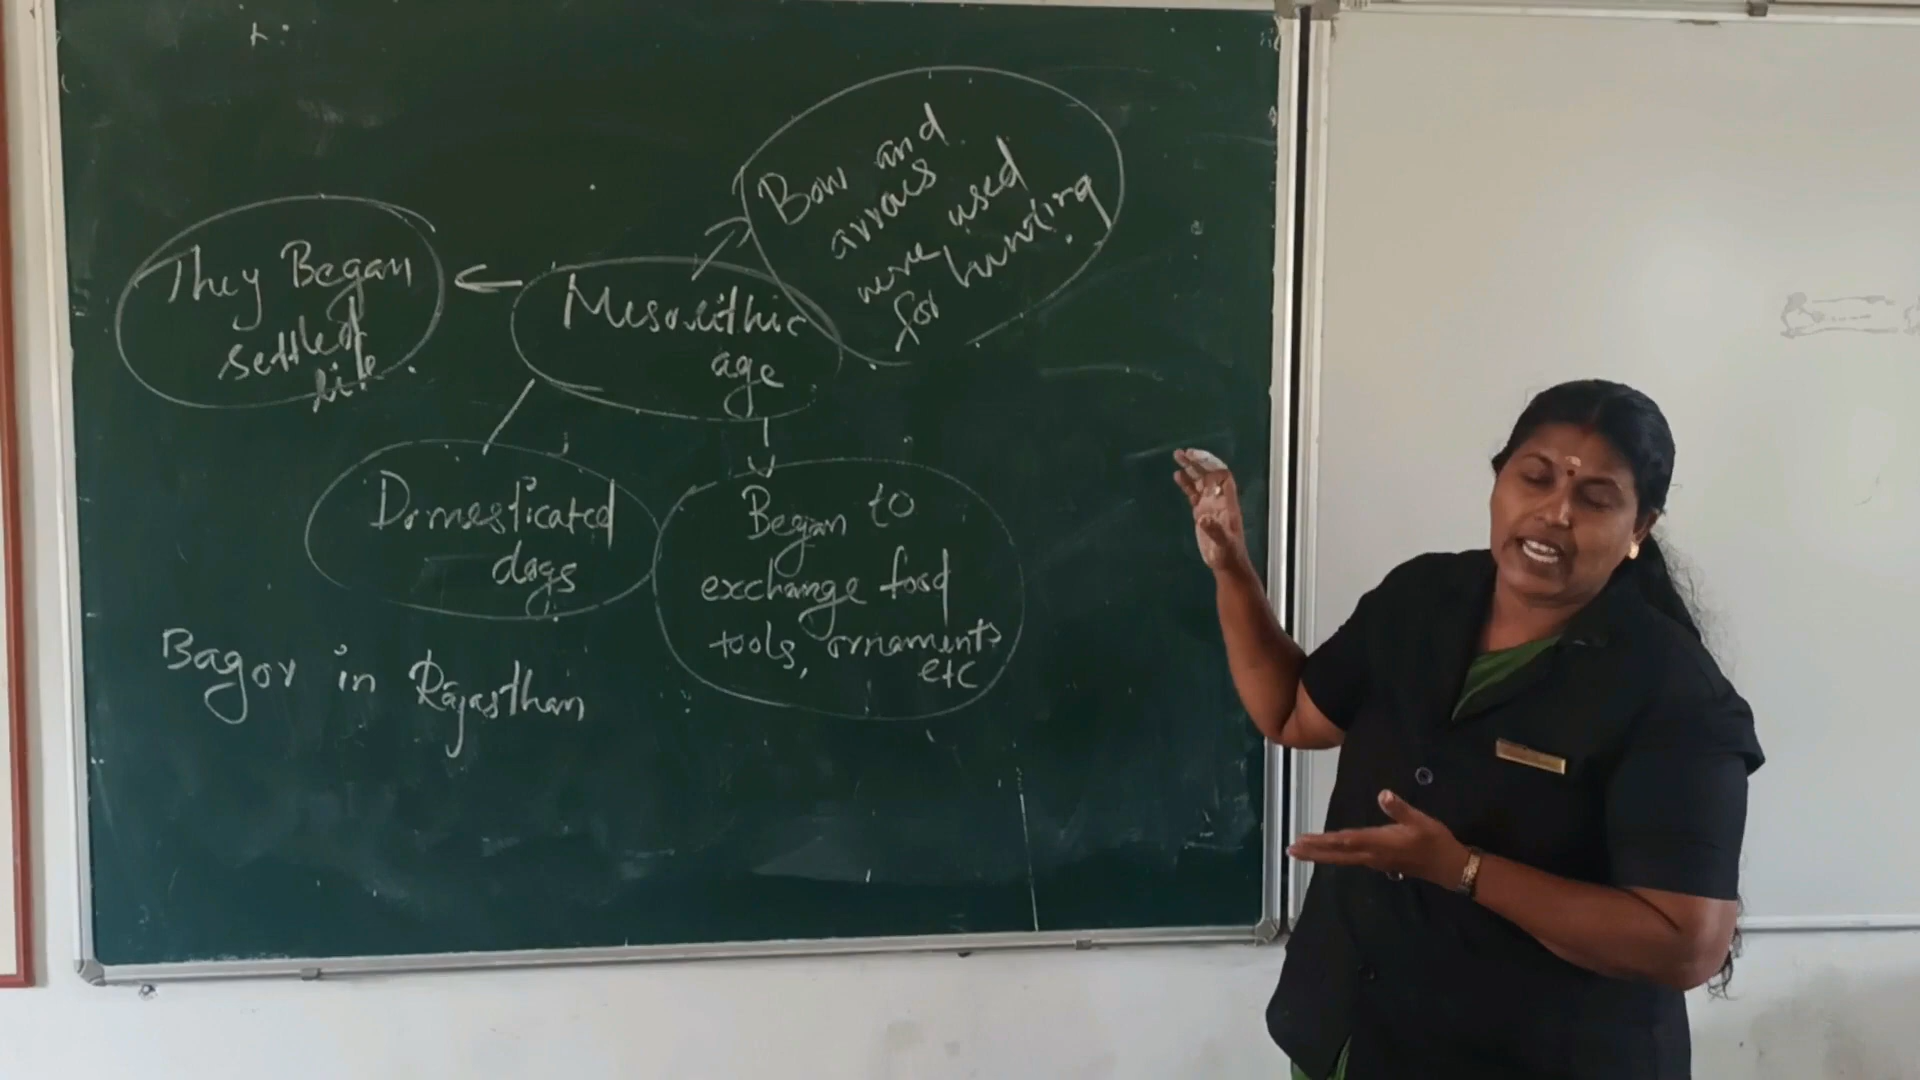 Bow and
arrows
were used
for hunting
They Began
settled
life
Mesolithic
age
Domesticated
dogs
Began to
exchange food
tools, ornaments
etc
Bagor in Rajasthan